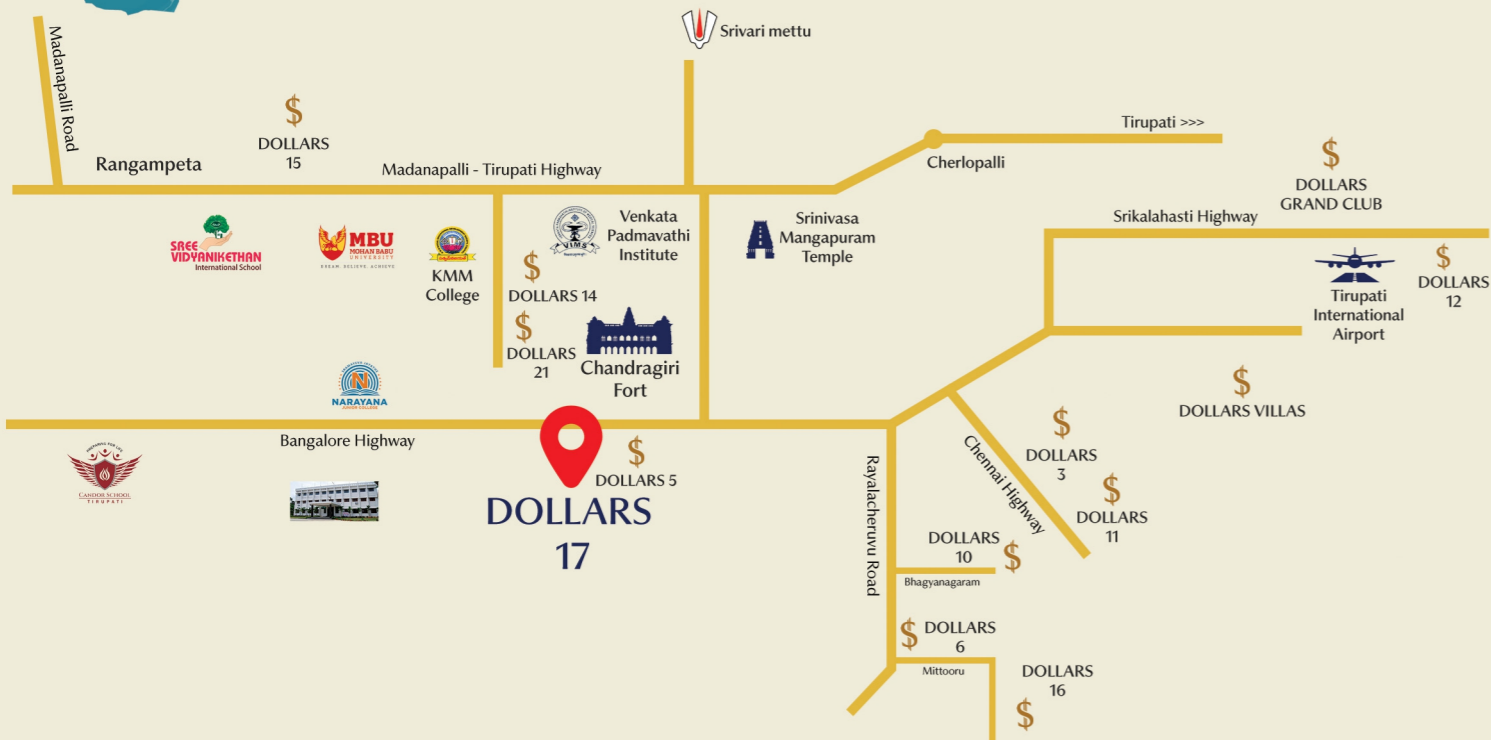 Srivari mettu
Madanapalli Road
Tirupati >>>
$
DOLLARS
15
Rangampeta
Madanapalli - Tirupati Highway
Cherlopalli
$
DOLLARS
GRAND CLUB
Srikalahasti Highway
SREE
VIDYANIKETHAN
International School
MBU
MOHAN BABU
UNIVERSITY
DREAM. BELIEVE. ACHIEVE
KMM
College
VIMS
Venkata
Padmavathi
Institute
Srinivasa
Mangapuram
Temple
$
DOLLARS 14
$
DOLLARS
21
Chandragiri
Fort
Tirupati
International
Airport
$
DOLLARS
12
N
NARAYANA
JUNIOR COLLEGE
$
DOLLARS VILLAS
Bangalore Highway
PREPARING FOR LIFE
CANDOR SCHOOL
TIRUPATI
$
DOLLARS 5
DOLLARS
17
Rayalacheruvu Road
Chennai Highway
$
DOLLARS
3
$
DOLLARS
11
DOLLARS
10
$
Bhagyanagaram
$
DOLLARS
6
Mittooru
DOLLARS
16
$